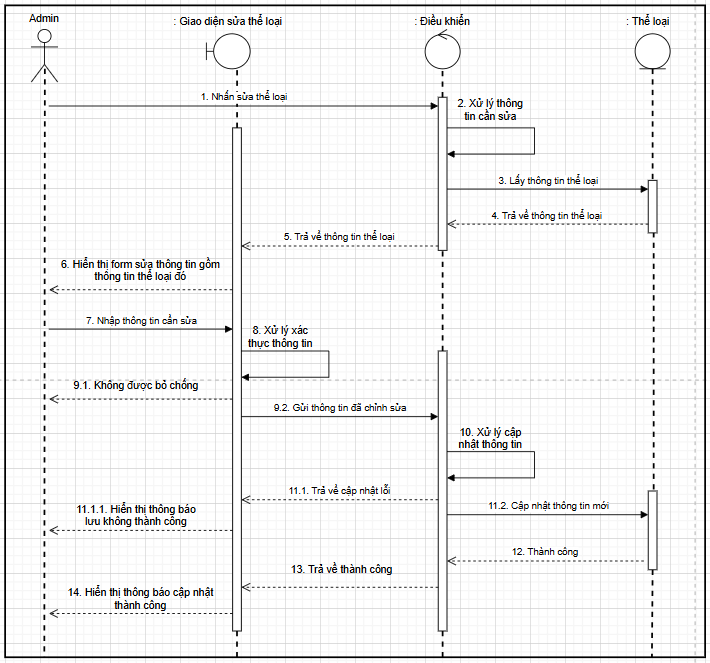 Admin
: Giao diện sửa thể loại
: Điều khiển
: Thể loại
1. Nhấn sửa thể loại
2. Xử lý thông
tin cần sửa
3. Lấy thông tin thể loại
4. Trả về thông tin thể loại
5. Trả về thông tin thể loại
6. Hiển thị form sửa thông tin gồm
thông tin thể loại đó
7. Nhập thông tin cần sửa
8. Xử lý xác
thực thông tin
9.1. Không được bỏ chống
9.2. Gửi thông tin đã chỉnh sửa
10. Xử lý cập
nhật thông tin
11.1. Trả về cập nhật lỗi
11.2. Cập nhật thông tin mới
11.1.1. Hiển thị thông báo
lưu không thành công
12. Thành công
13. Trả về thành công
14. Hiển thị thông báo cập nhật
thành công